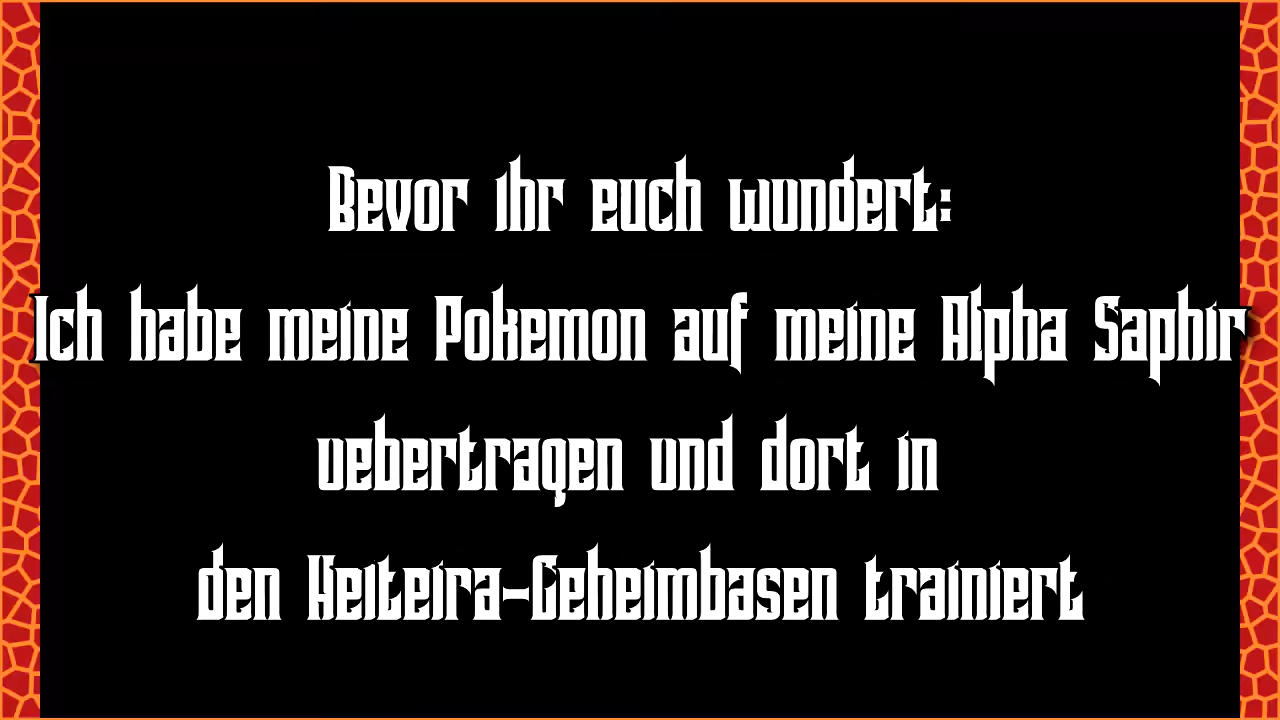 Bevor ihr euch wundert:
Ich habe meine Pokemon auf meine Alpha Saphir
uebertragen und dort in
den Heiteira-Geheimbasen trainiert